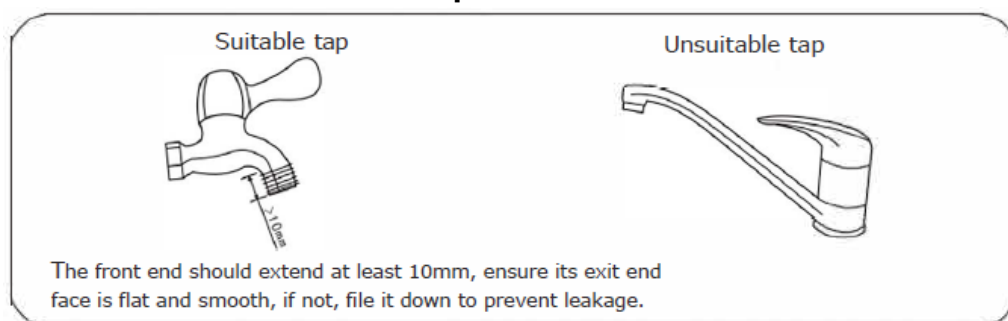 Suitable tap
Unsuitable tap
>10mm
The front end should extend at least 10mm, ensure its exit end
face is flat and smooth, if not, file it down to prevent leakage.